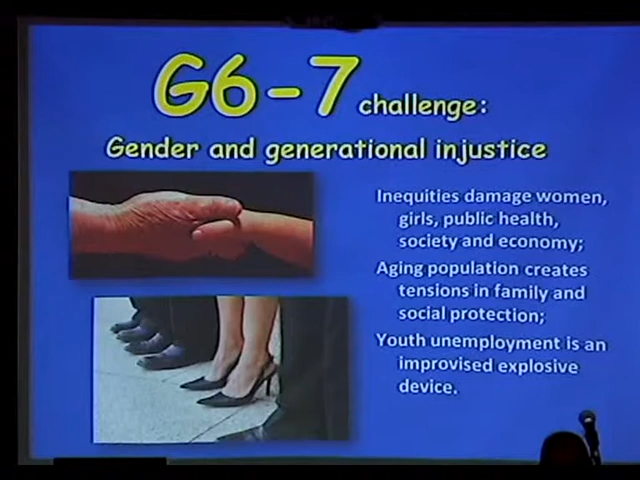 G6-7 challenge:
Gender and generational injustice
Inequities damage women,
girls, public health,
society and economy;
Aging population creates
tensions in family and
social protection;
Youth unemployment is an
improvised explosive
device.